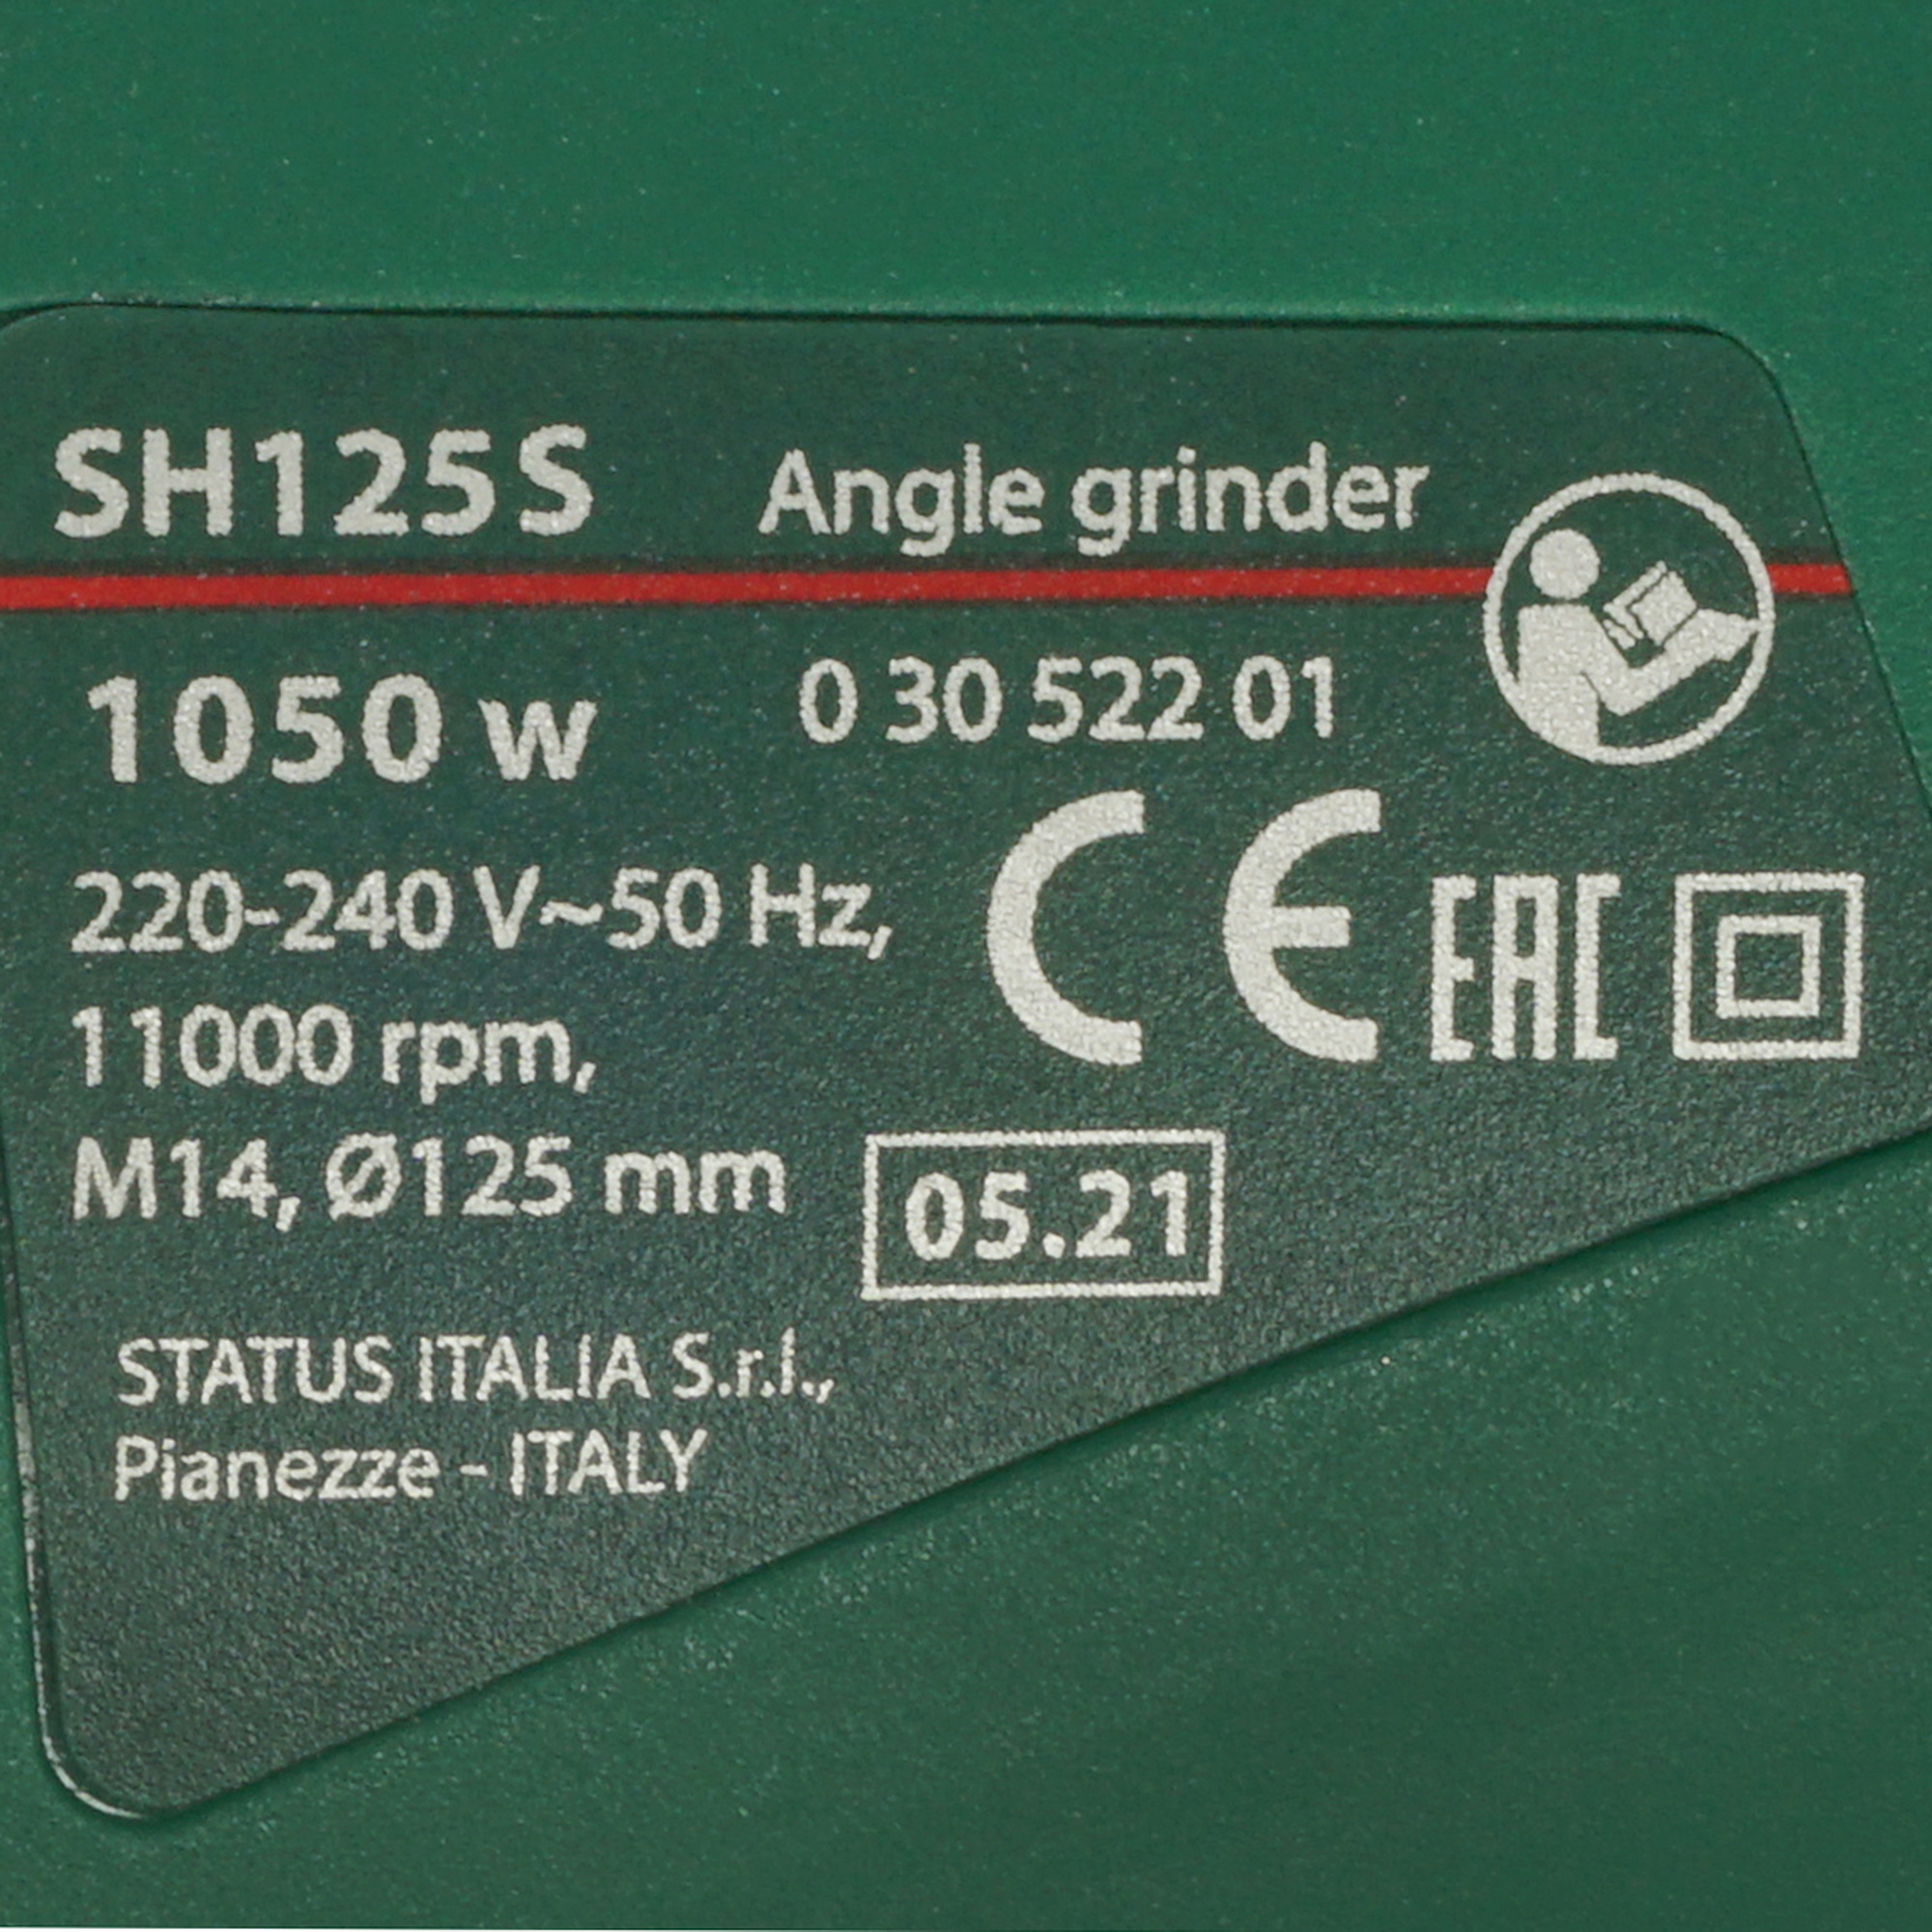 SH125S Angle grinder
1050 w 0 30 522 01
220-240 V~50 Hz,
CE EAC
11000 rpm,
M14, Ø125 mm
05.21
STATUS ITALIA S.r.l.,
Pianezze - ITALY